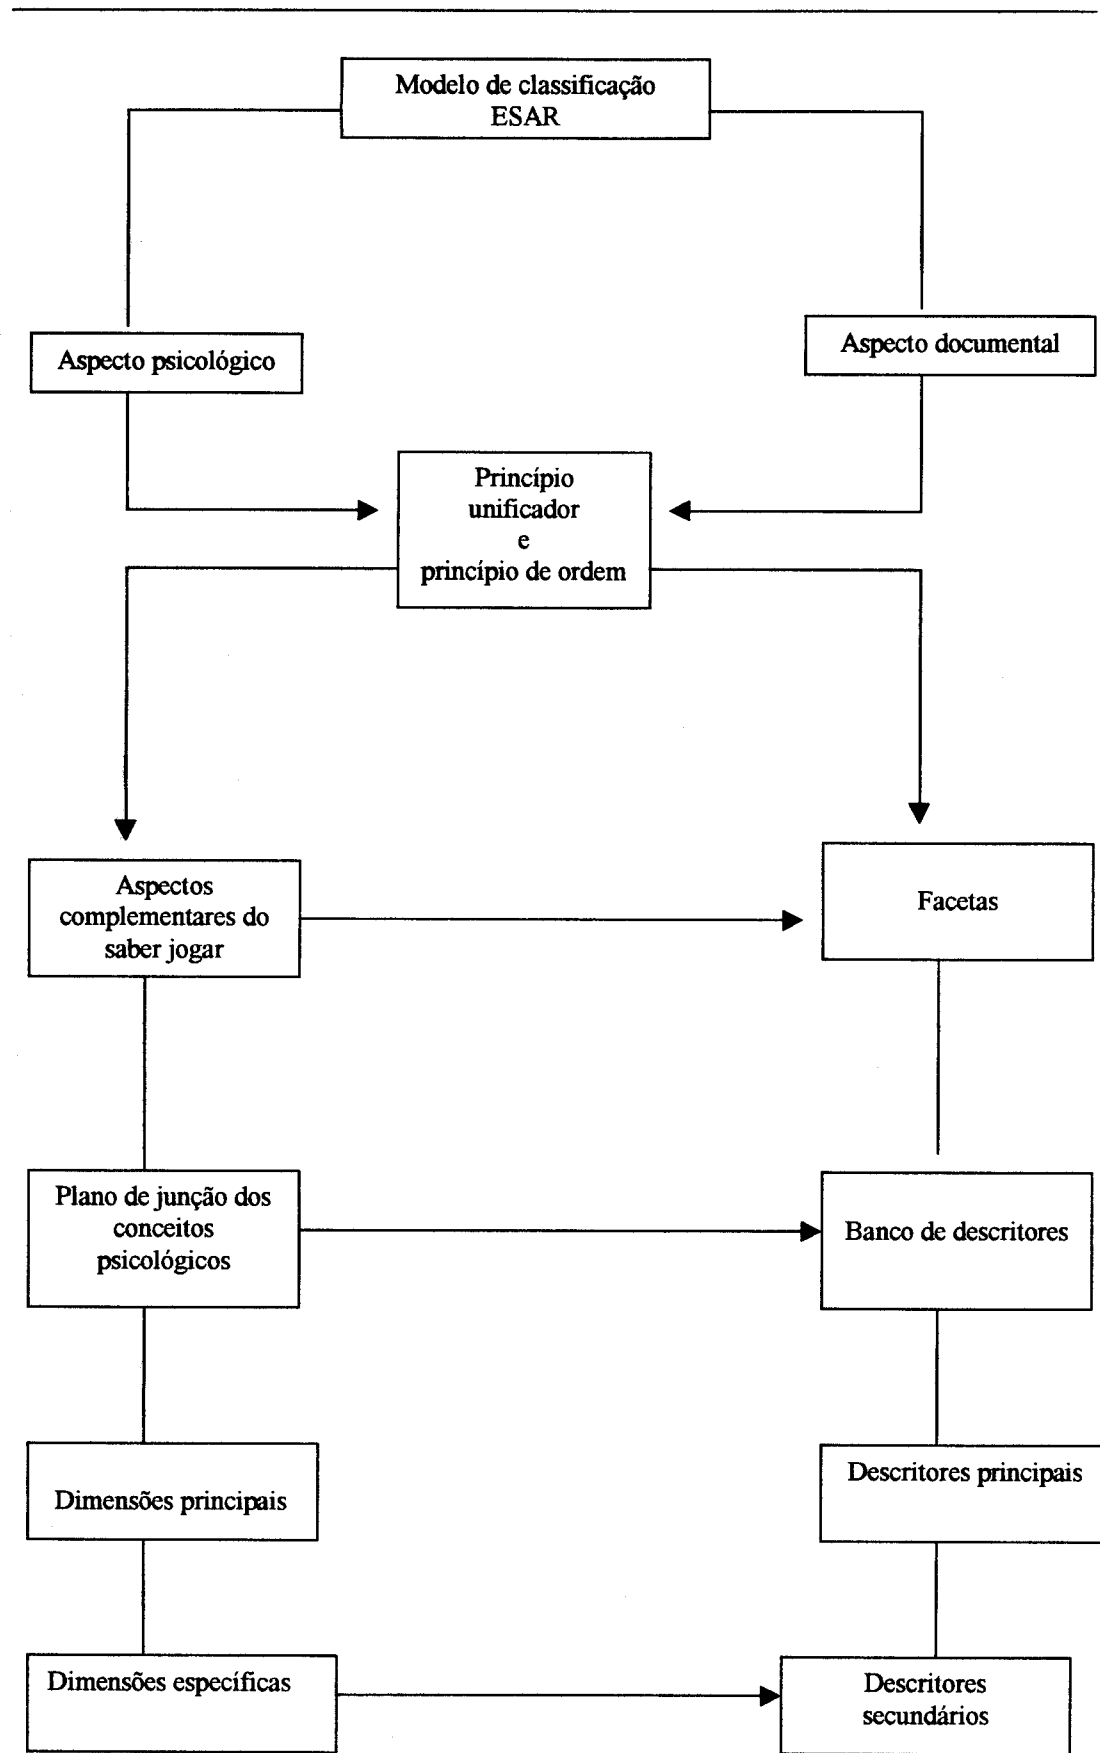 Modelo de classificação
ESAR
Aspecto psicológico
Aspecto documental
Princípio
unificador
e
princípio de ordem
Aspectos
complementares do
saber jogar
Facetas
Plano de junção dos
conceitos
psicológicos
Banco de descritores
Dimensões principais
Descritores principais
Dimensões específicas
Descritores
secundários